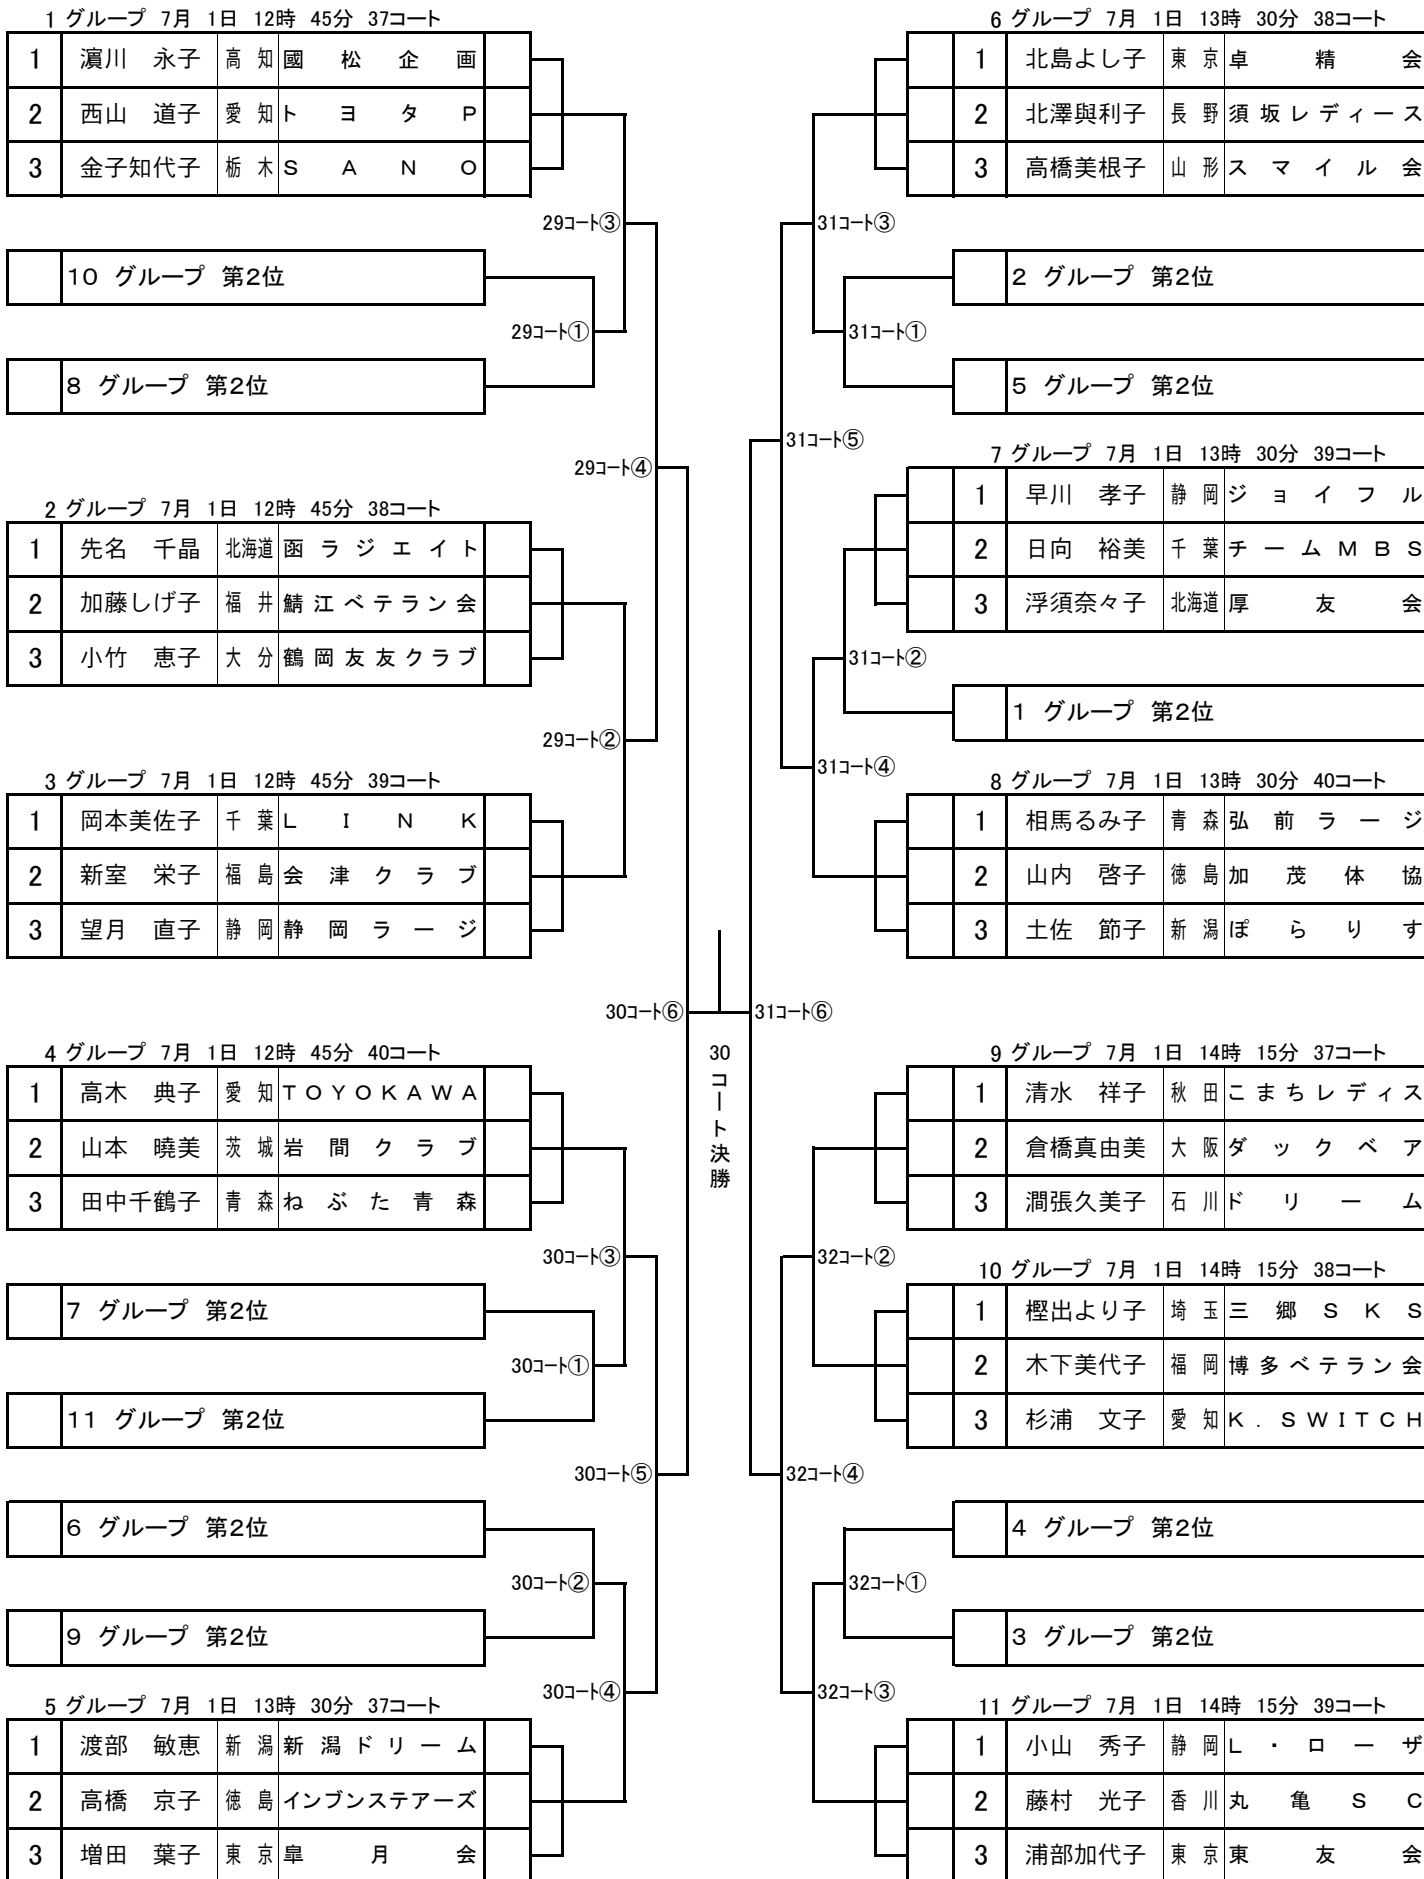 1 グループ 7月 1日 12時 45分 37コート
1 濵川 永子 高知 國松企画
2 西山 道子 愛知 トヨタP
3 金子知代子 栃木 SANO
29コート③
10 グループ 第2位
29コート①
8 グループ 第2位
29コート④
2 グループ 7月 1日 12時 45分 38コート
1 先名 千晶 北海道 函ラジエイト
2 加藤しげ子 福井 鯖江ベテラン会
3 小竹 恵子 大分 鶴岡友友クラブ
29コート②
3 グループ 7月 1日 12時 45分 39コート
1 岡本美佐子 千葉 LINK
2 新室 栄子 福島 会津クラブ
3 望月 直子 静岡 静岡ラージ
30コート⑥
4 グループ 7月 1日 12時 45分 40コート
1 高木 典子 愛知 TOYOKAWA
2 山本 曉美 茨城 岩間クラブ
3 田中千鶴子 青森 ねぶた青森
30コート③
7 グループ 第2位
30コート①
11 グループ 第2位
30コート⑤
6 グループ 第2位
30コート②
9 グループ 第2位
30コート④
5 グループ 7月 1日 13時 30分 37コート
1 渡部 敏恵 新潟 新潟ドリーム
2 高橋 京子 徳島 インブンステアーズ
3 増田 葉子 東京 皐月会
30コート決勝
6 グループ 7月 1日 13時 30分 38コート
1 北島よし子 東京 卓精会
2 北澤與利子 長野 須坂レディース
3 高橋美根子 山形 スマイル会
31コート③
2 グループ 第2位
31コート①
5 グループ 第2位
31コート⑤
7 グループ 7月 1日 13時 30分 39コート
1 早川 孝子 静岡 ジョイフル
2 日向 裕美 千葉 チームMBS
3 浮須奈々子 北海道 厚友会
31コート②
1 グループ 第2位
31コート④
8 グループ 7月 1日 13時 30分 40コート
1 相馬るみ子 青森 弘前ラージ
2 山内 啓子 徳島 加茂体協
3 土佐 節子 新潟 ぽらりす
31コート⑥
9 グループ 7月 1日 14時 15分 37コート
1 清水 祥子 秋田 こまちレディス
2 倉橋真由美 大阪 ダックベア
3 澗張久美子 石川 ドリーム
32コート②
10 グループ 7月 1日 14時 15分 38コート
1 樫出より子 埼玉 三郷SKS
2 木下美代子 福岡 博多ベテラン会
3 杉浦 文子 愛知 K.SWITCH
32コート④
4 グループ 第2位
32コート①
3 グループ 第2位
32コート③
11 グループ 7月 1日 14時 15分 39コート
1 小山 秀子 静岡 L・ローザ
2 藤村 光子 香川 丸亀SC
3 浦部加代子 東京 東友会